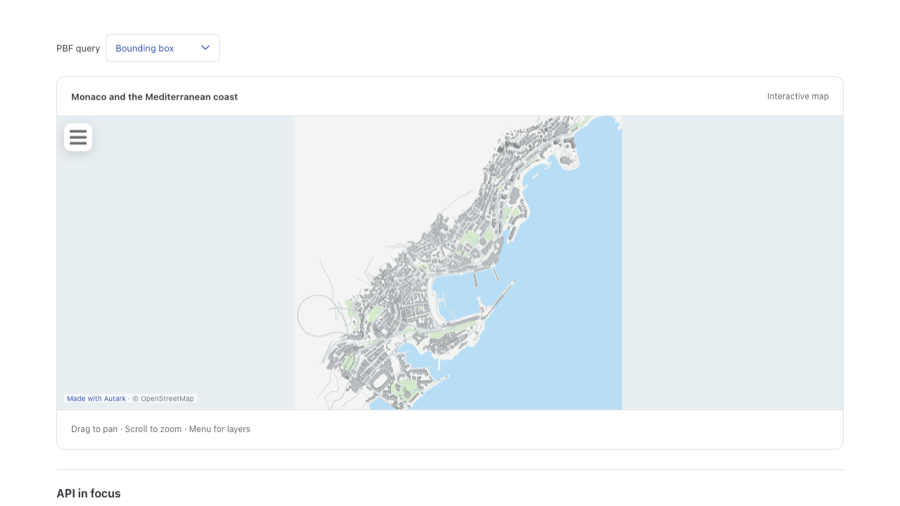 PBF query
Bounding box
Monaco and the Mediterranean coast
Interactive map
Made with Autark · © OpenStreetMap
Drag to pan · Scroll to zoom · Menu for layers
API in focus